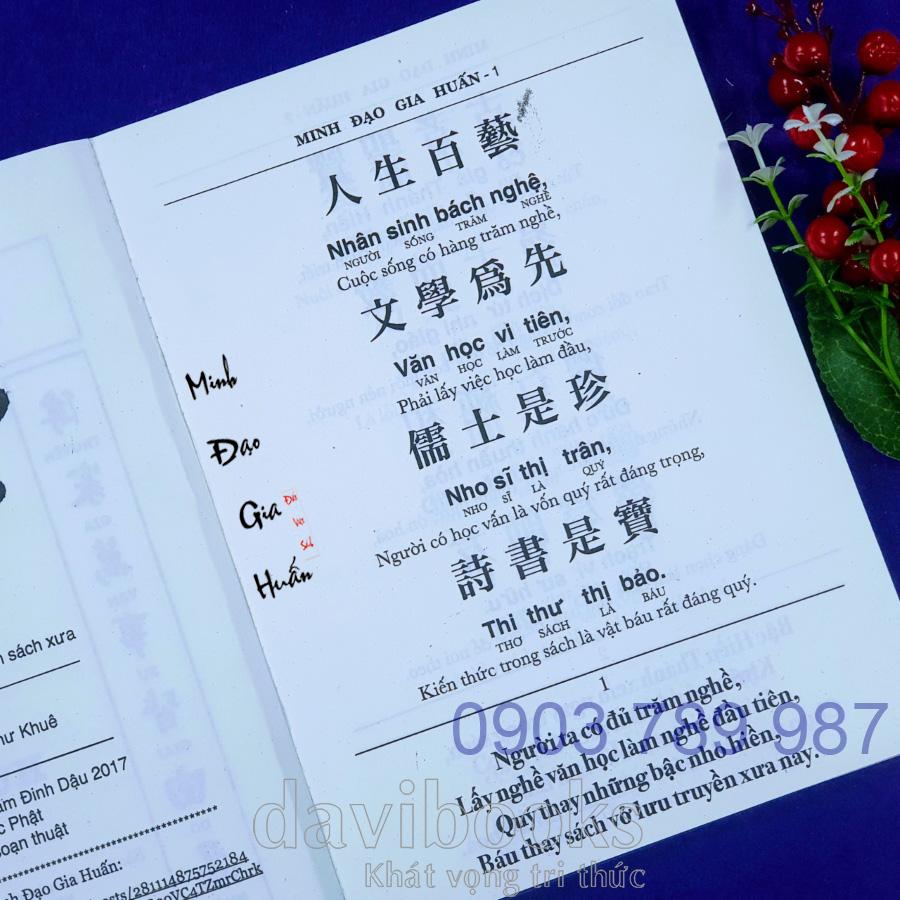 MINH ĐẠO GIA HUẤN - 1
人生百藝
Nhân sinh bách nghệ,
NGƯỜI SỐNG TRĂM NGHỀ
Cuộc sống có hàng trăm nghề,
文學爲先
Văn học vi tiên,
VĂN HỌC LÀM TRƯỚC
Phải lấy việc học làm đầu,
儒士是珍
Nho sĩ thị trân,
NHO SĨ LÀ QUÝ
Người có học vấn là vốn quý rất đáng trọng,
詩書是寶
Thi thư thị bảo.
THƠ SÁCH LÀ BÁU
Kiến thức trong sách là vật báu rất đáng quý.
1
Người ta có đủ trăm nghề,
Lấy nghề văn học làm nghề đầu tiên,
Quý thay những bậc nho hiền,
Báu thay sách vở lưu truyền xưa nay.
Minh
Đạo
Gia
Huấn
sách xưa
hư Khuê
ăm Đinh Dậu 2017
c Phật
soạn thuật
nh Đạo Gia Huấn:
osts/281114875752184
0903 789 987
davibooks
Khát vọng tri thức